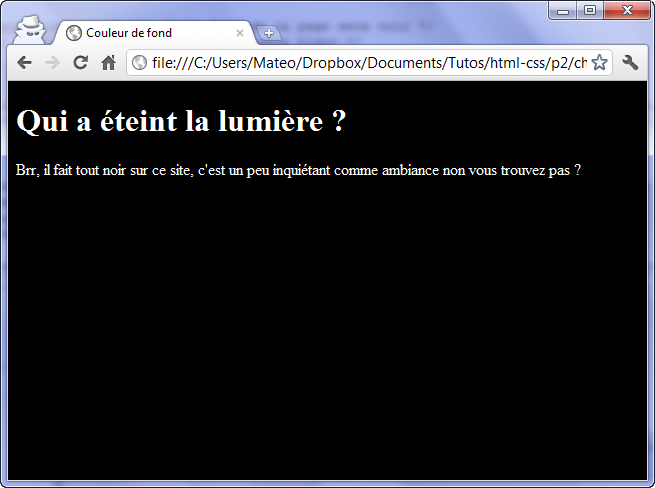 Couleur de fond
file:///C:/Users/Mateo/Dropbox/Documents/Tutos/html-css/p2/ch
Qui a éteint la lumière ?
Brr, il fait tout noir sur ce site, c'est un peu inquiétant comme ambiance non vous trouvez pas ?